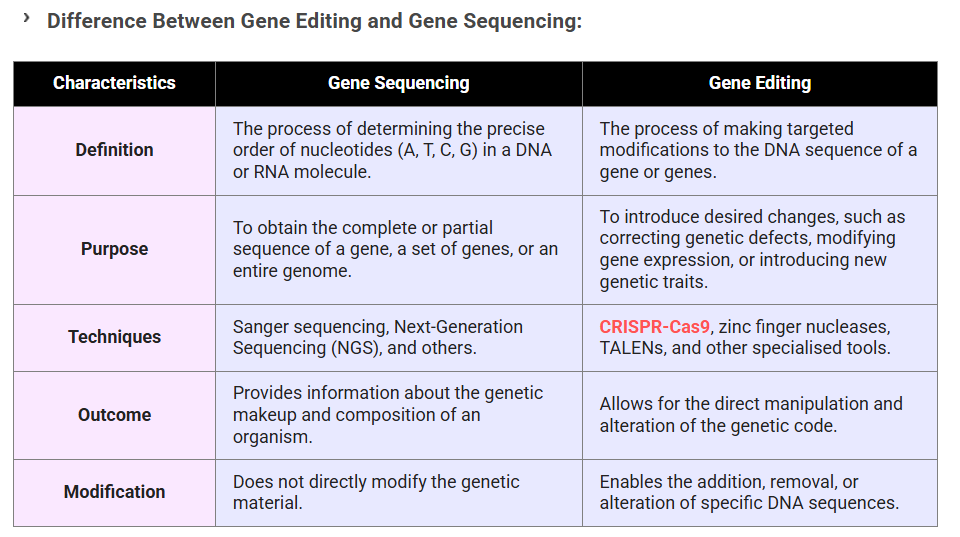 Difference Between Gene Editing and Gene Sequencing:
Characteristics
Gene Sequencing
Gene Editing
Definition
The process of determining the precise
order of nucleotides (A, T, C, G) in a DNA
or RNA molecule.
The process of making targeted
modifications to the DNA sequence of a
gene or genes.
Purpose
To obtain the complete or partial
sequence of a gene, a set of genes, or an
entire genome.
To introduce desired changes, such as
correcting genetic defects, modifying
gene expression, or introducing new
genetic traits.
Techniques
Sanger sequencing, Next-Generation
Sequencing (NGS), and others.
CRISPR-Cas9, zinc finger nucleases,
TALENs, and other specialised tools.
Outcome
Provides information about the genetic
makeup and composition of an
organism.
Allows for the direct manipulation and
alteration of the genetic code.
Modification
Does not directly modify the genetic
material.
Enables the addition, removal, or
alteration of specific DNA sequences.